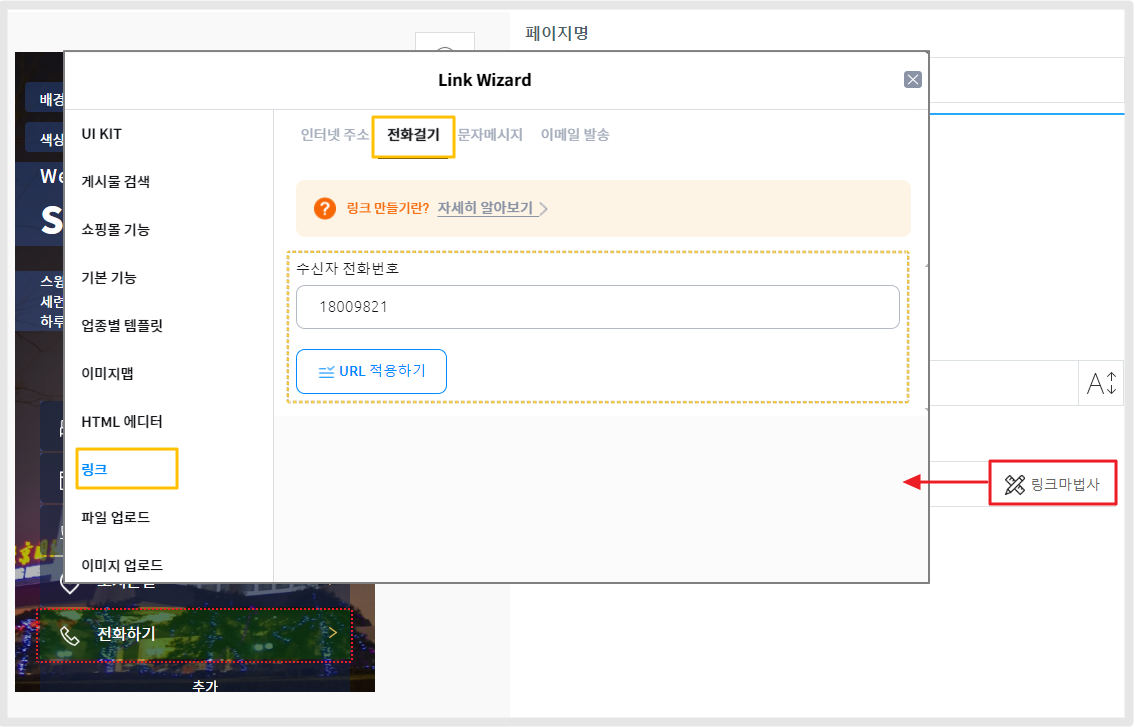 페이지명
Link Wizard
배경
색상
We
S
스윙
세런
하루
UI KIT
게시물 검색
쇼핑몰 기능
기본 기능
업종별 템플릿
이미지맵
HTML 에디터
링크
파일 업로드
이미지 업로드
인터넷 주소 전화걸기 문자메시지 이메일 발송
? 링크 만들기란? 자세히 알아보기
수신자 전화번호
18009821
URL 적용하기
A
링크마법사
전화하기
추가